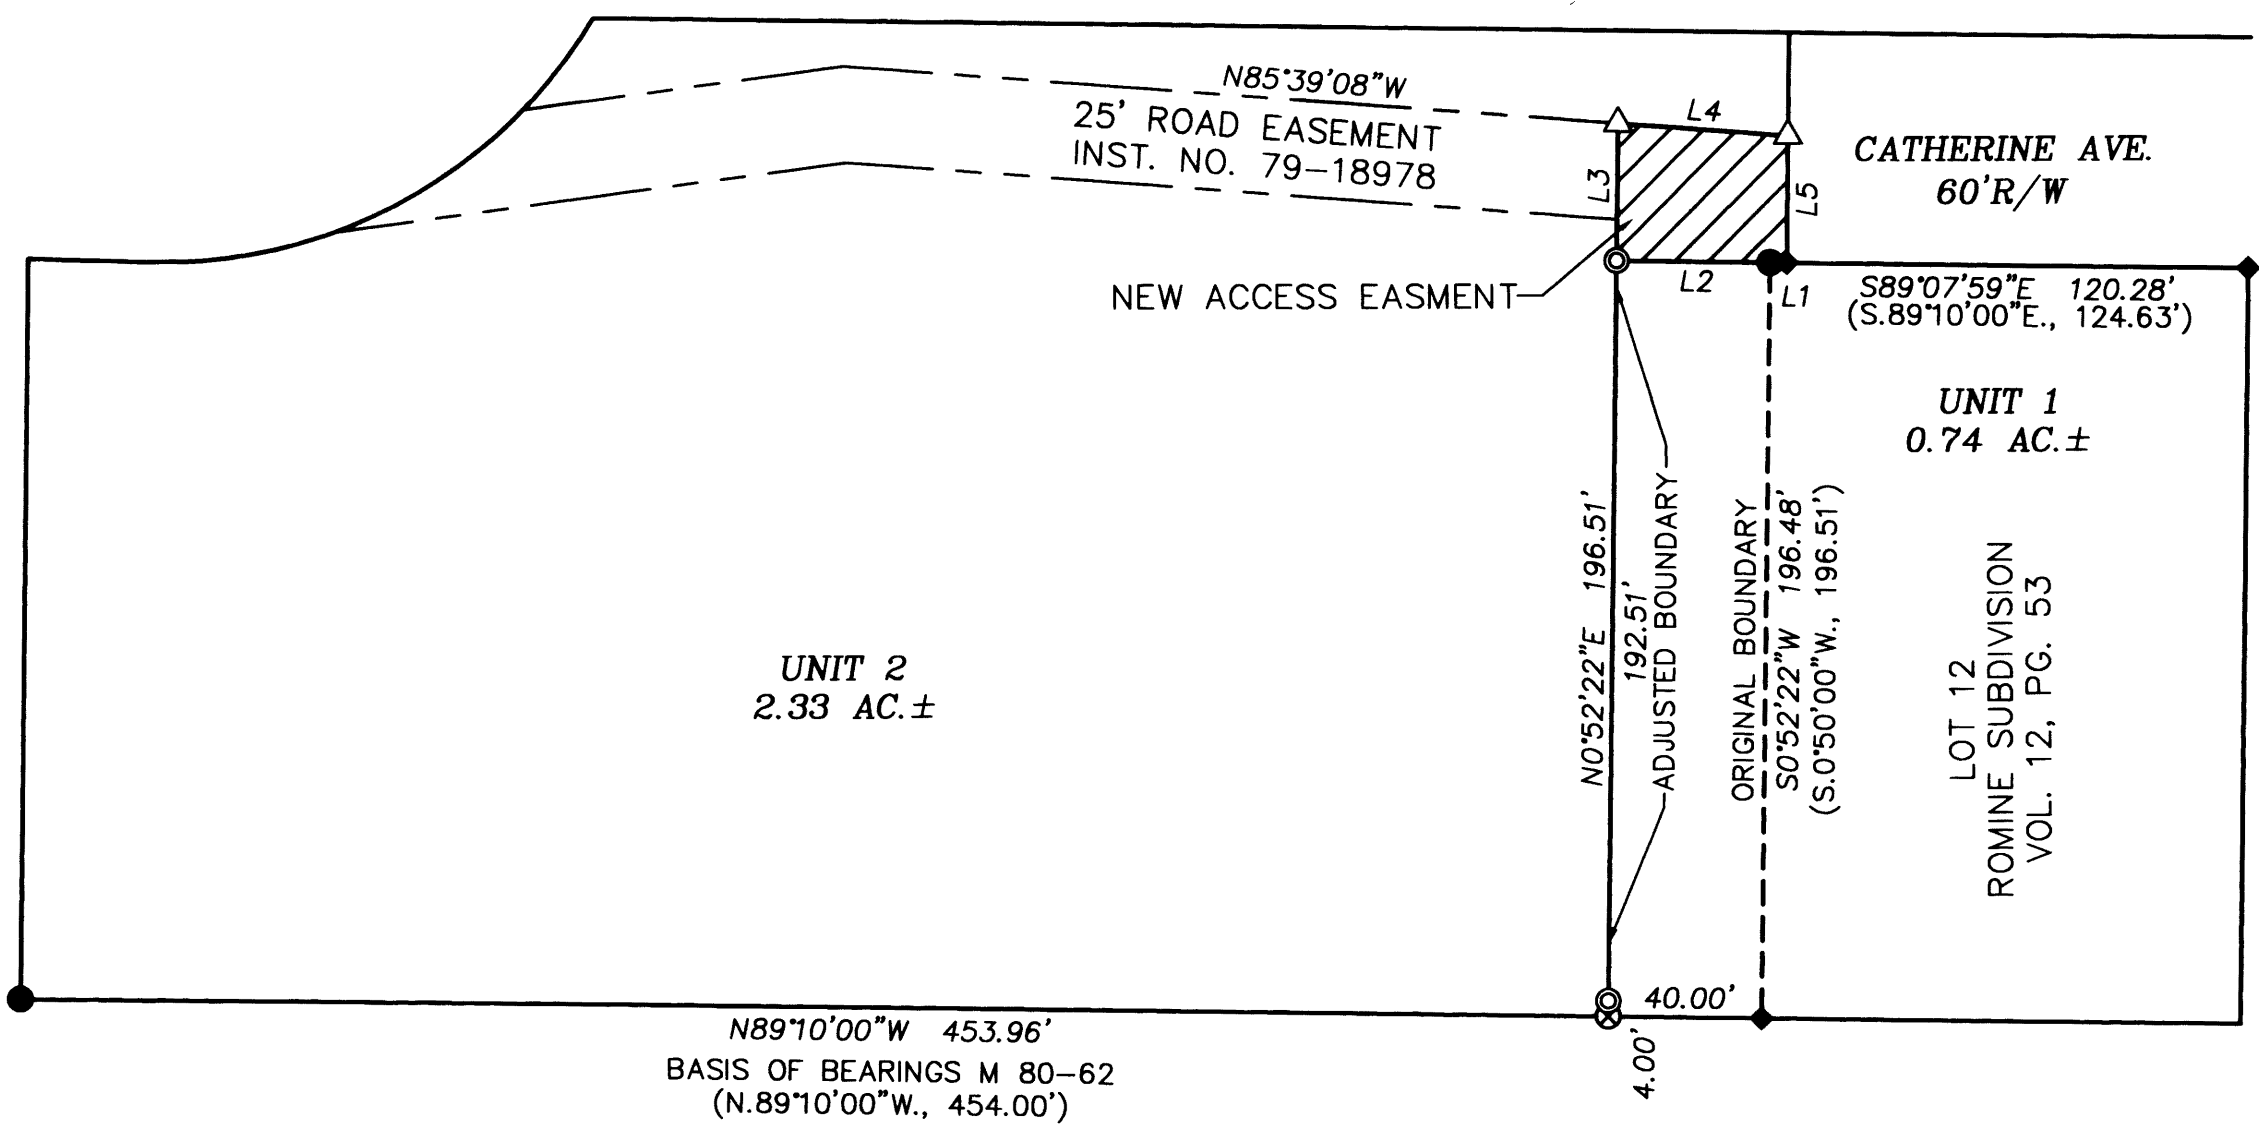 N85°39'08"W
25' ROAD EASEMENT
INST. NO. 79-18978
L4
L3
L5
CATHERINE AVE.
60'R/W
NEW ACCESS EASMENT
L2
L1
S89°07'59"E 120.28'
(S.89°10'00"E., 124.63')
UNIT 1
0.74 AC.±
N0°52'22"E 196.51'
192.51'
ADJUSTED BOUNDARY
ORIGINAL BOUNDARY
S0°52'22"W 196.48'
(S.0°50'00"W., 196.51')
LOT 12
ROMINE SUBDIVISION
VOL. 12, PG. 53
UNIT 2
2.33 AC.±
40.00'
4.00'
N89°10'00"W 453.96'
BASIS OF BEARINGS M 80-62
(N.89°10'00"W., 454.00')